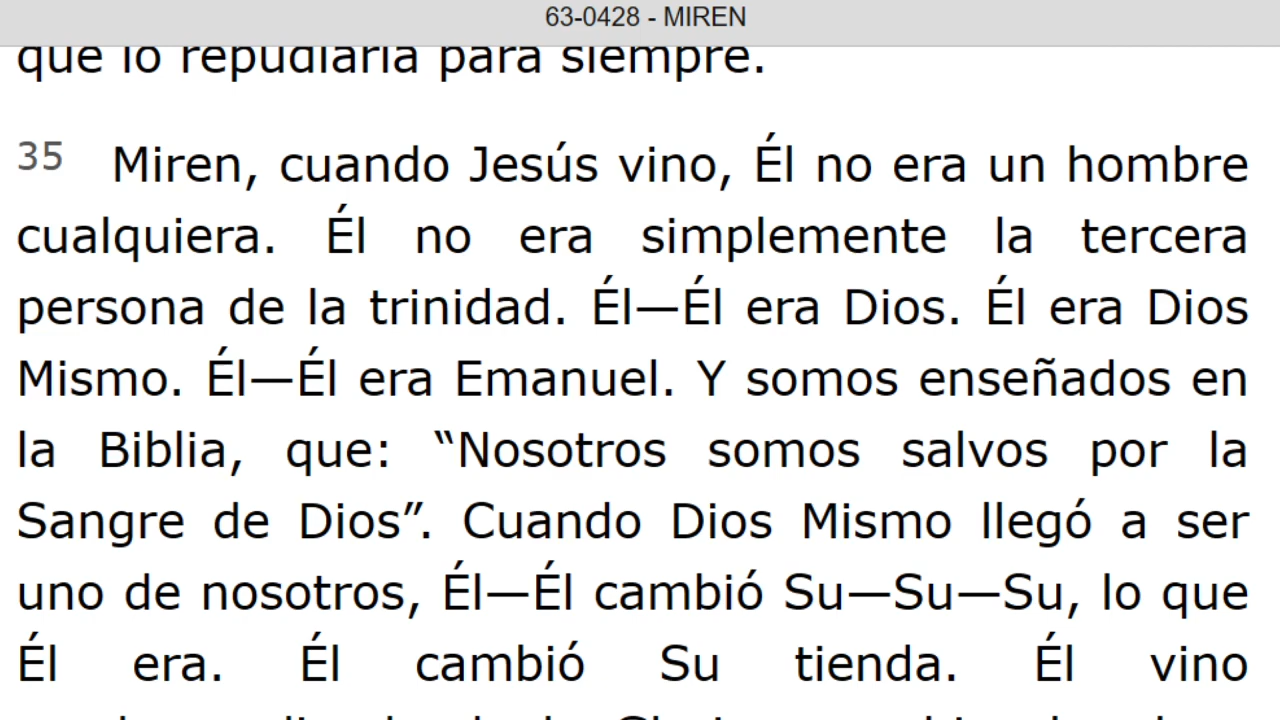 63-0428 - MIREN
que lo repudiaría para siempre.
35 Miren, cuando Jesús vino, Él no era un hombre
cualquiera. Él no era simplemente la tercera
persona de la trinidad. Él—Él era Dios. Él era Dios
Mismo. Él—Él era Emanuel. Y somos enseñados en
la Biblia, que: “Nosotros somos salvos por la
Sangre de Dios”. Cuando Dios Mismo llegó a ser
uno de nosotros, Él—Él cambió Su—Su—Su, lo que
Él era. Él cambió Su tienda. Él vino